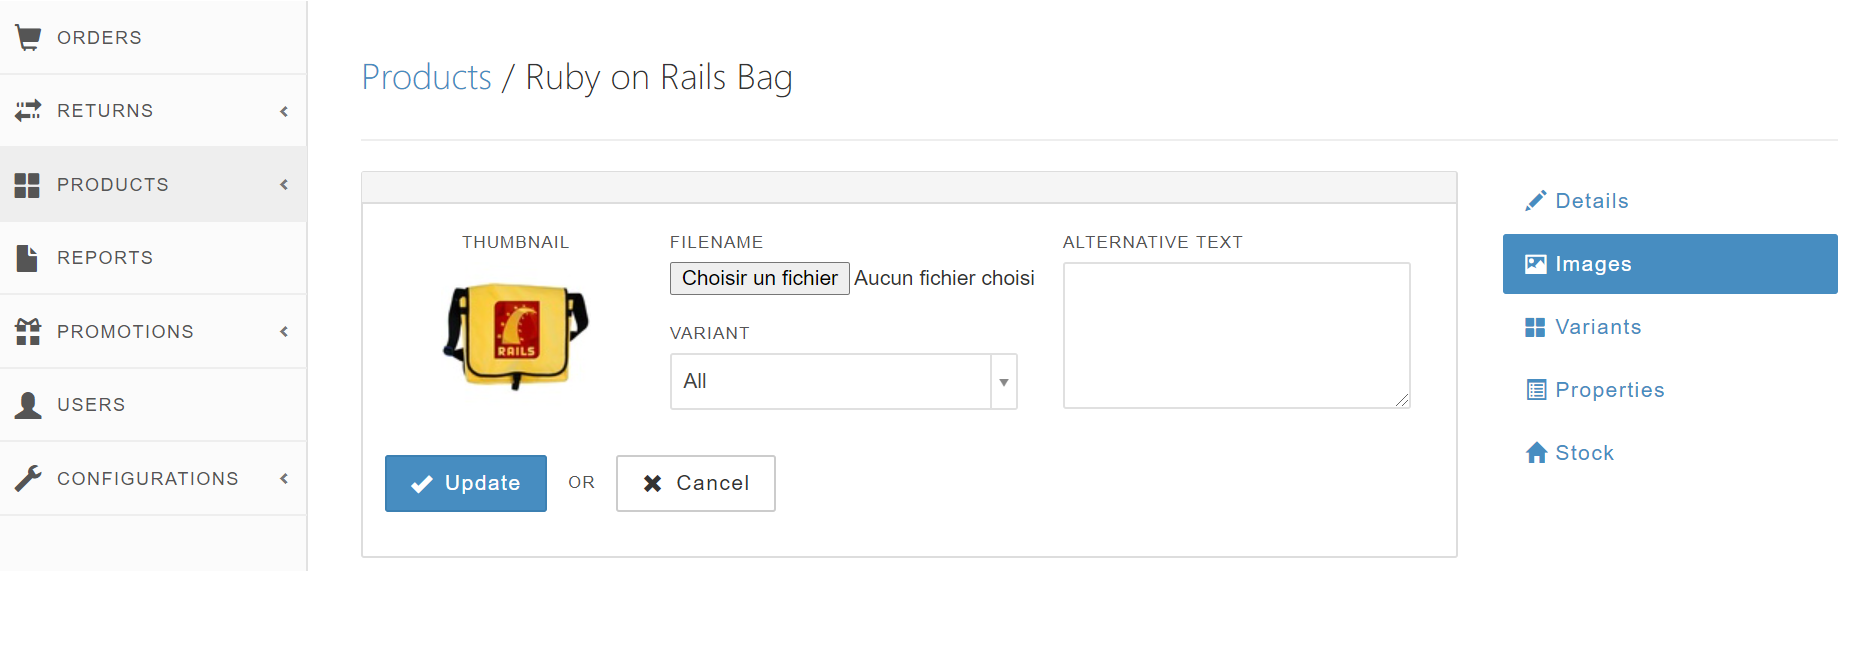 ORDERS
RETURNS
PRODUCTS
REPORTS
PROMOTIONS
USERS
CONFIGURATIONS
Products / Ruby on Rails Bag
THUMBNAIL
RAILS
FILENAME
Choisir un fichier Aucun fichier choisi
VARIANT
All
ALTERNATIVE TEXT
Update OR Cancel
Details
Images
Variants
Properties
Stock